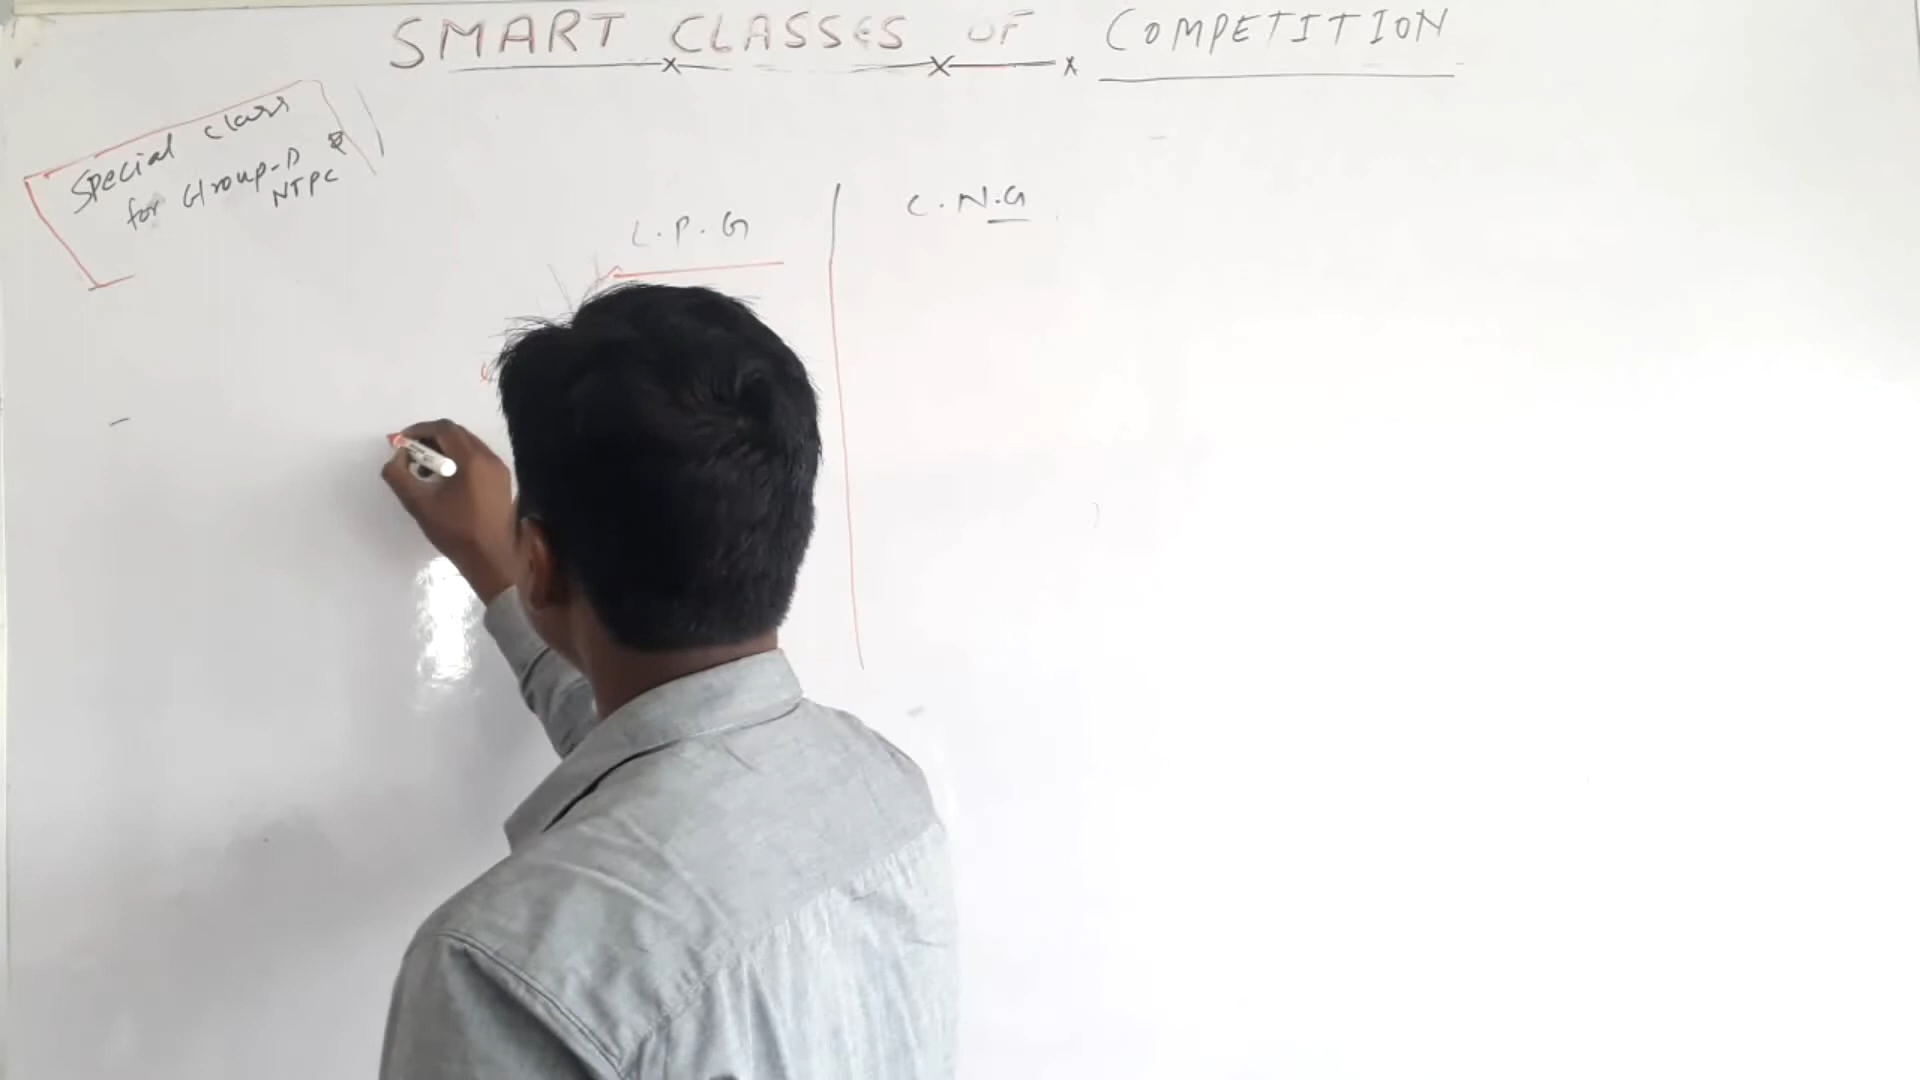 SMART CLASSES OF COMPETITION
Special class
for Group-D &
NTPC
L.P.G
C.N.G